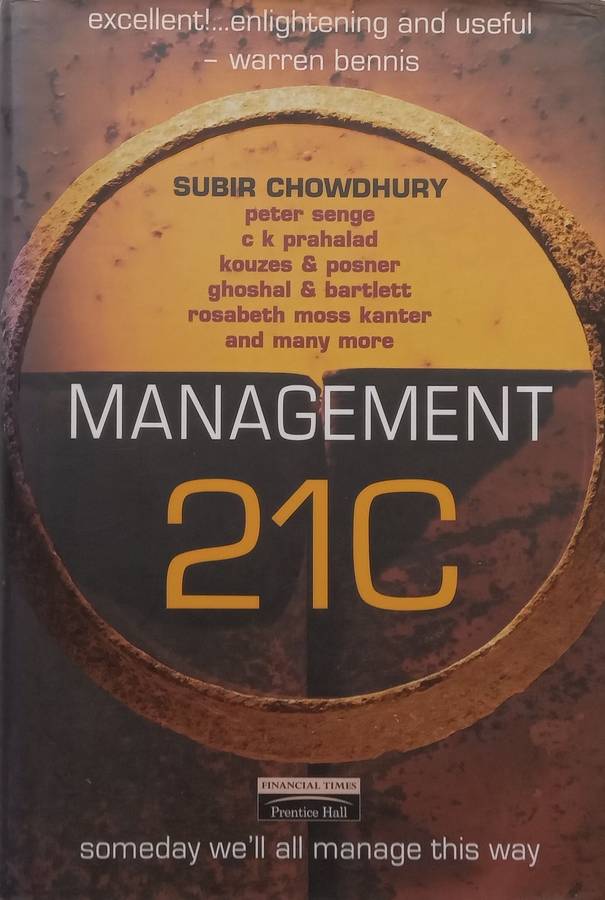 excellent!...enlightening and useful
– warren bennis
SUBIR CHOWDHURY
peter senge
c k prahalad
kouzes & posner
ghoshal & bartlett
rosabeth moss kanter
and many more
MANAGEMENT
21C
FINANCIAL TIMES
Prentice Hall
someday we'll all manage this way